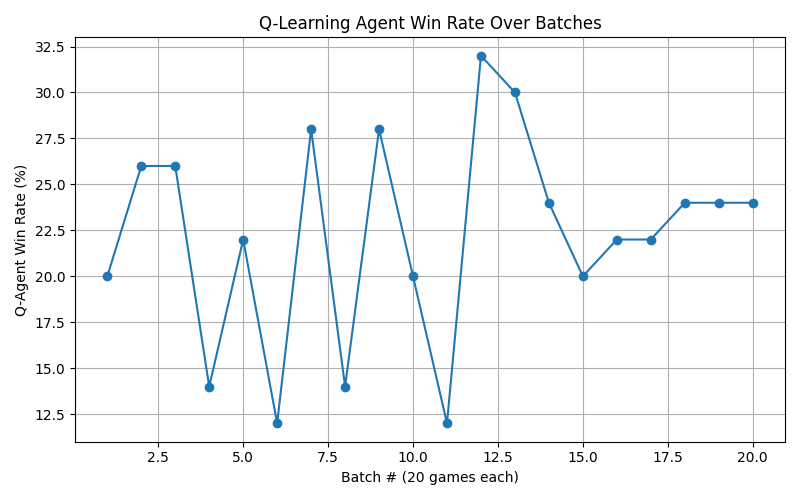 Q-Learning Agent Win Rate Over Batches
Q-Agent Win Rate (%)
32.5
30.0
27.5
25.0
22.5
20.0
17.5
15.0
12.5
2.5 5.0 7.5 10.0 12.5 15.0 17.5 20.0
Batch # (20 games each)